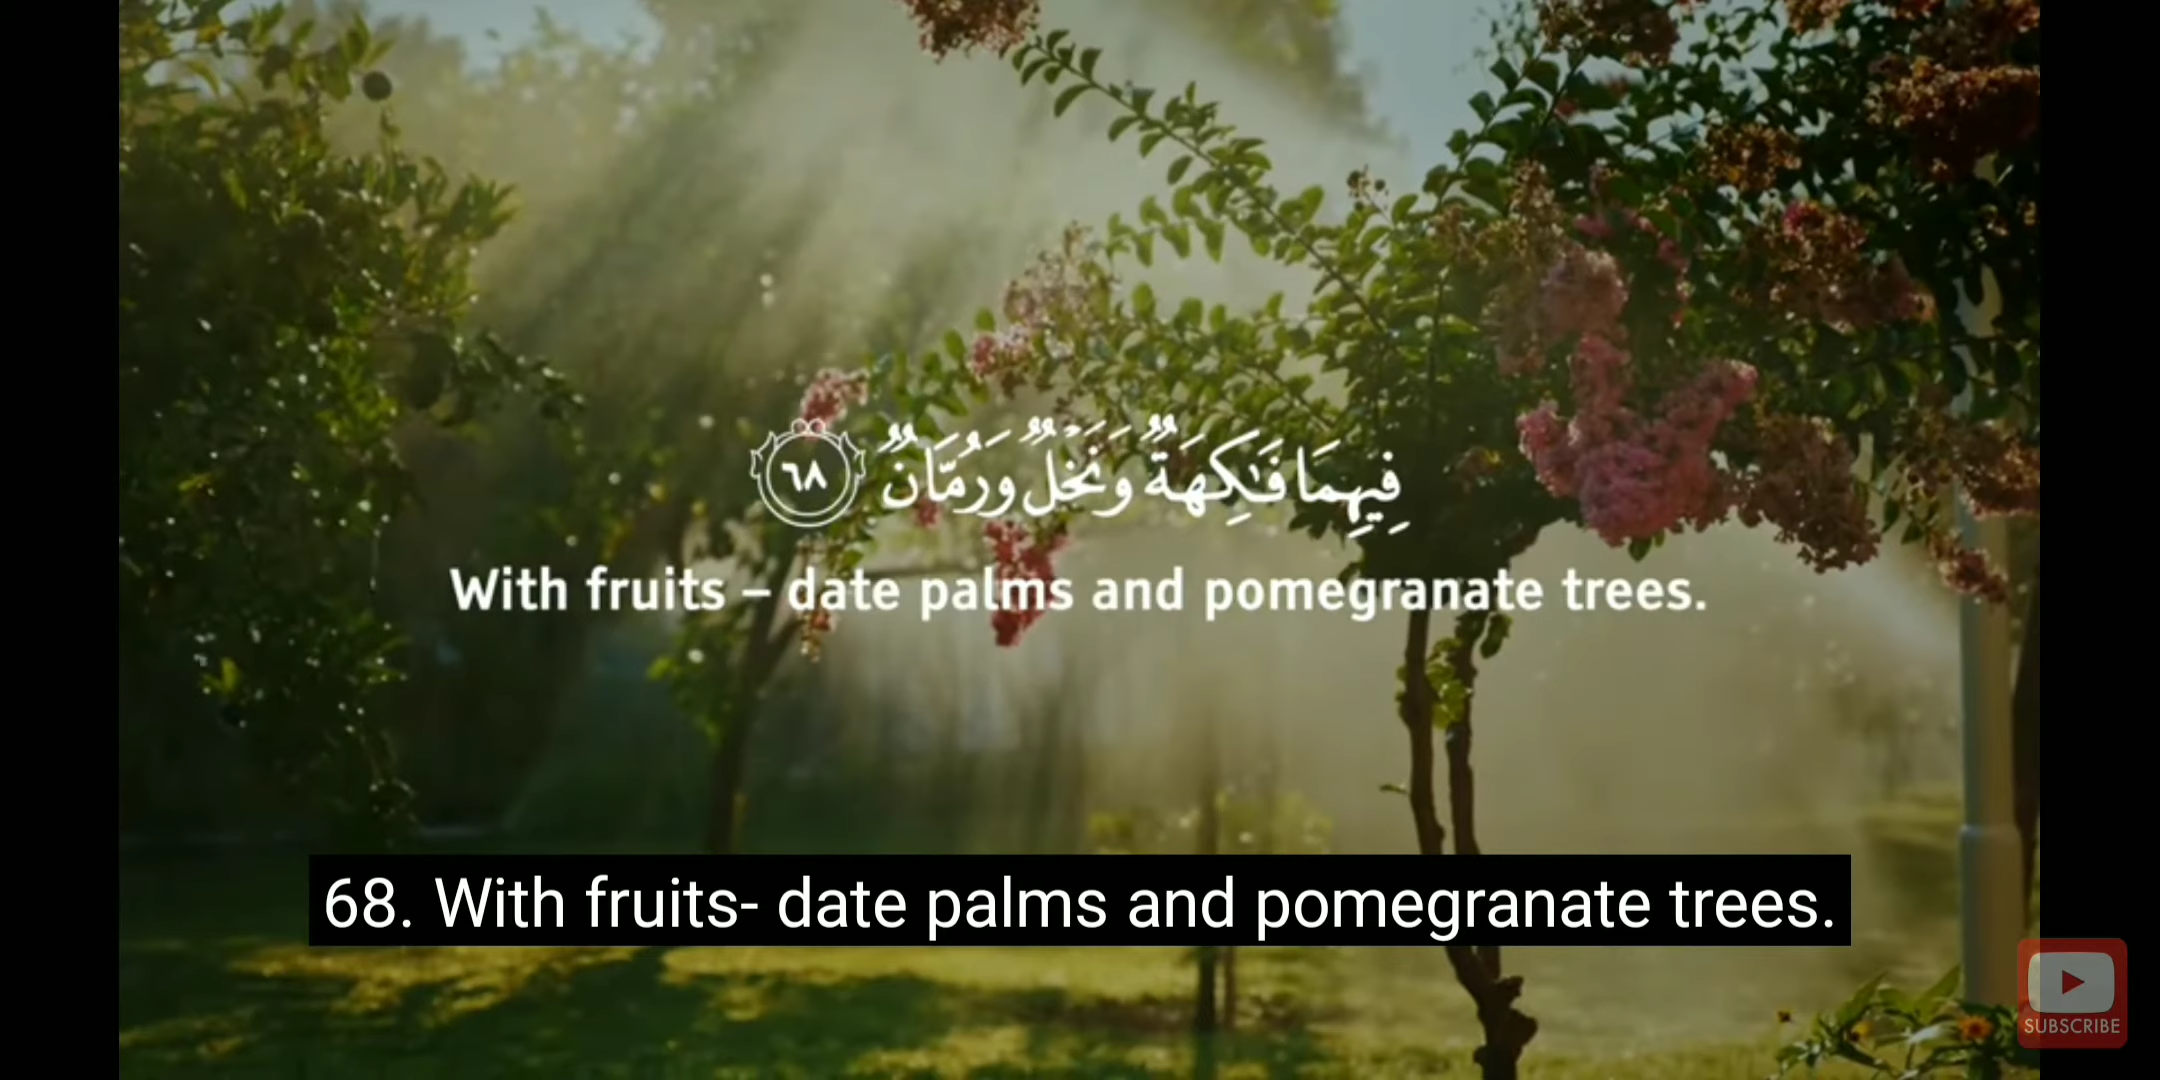 فِيهِمَا فَـٰكِهَةٌ وَنَخْلٌ وَرُمَّانٌ ٦٨
With fruits – date palms and pomegranate trees.
68. With fruits- date palms and pomegranate trees.
SUBSCRIBE